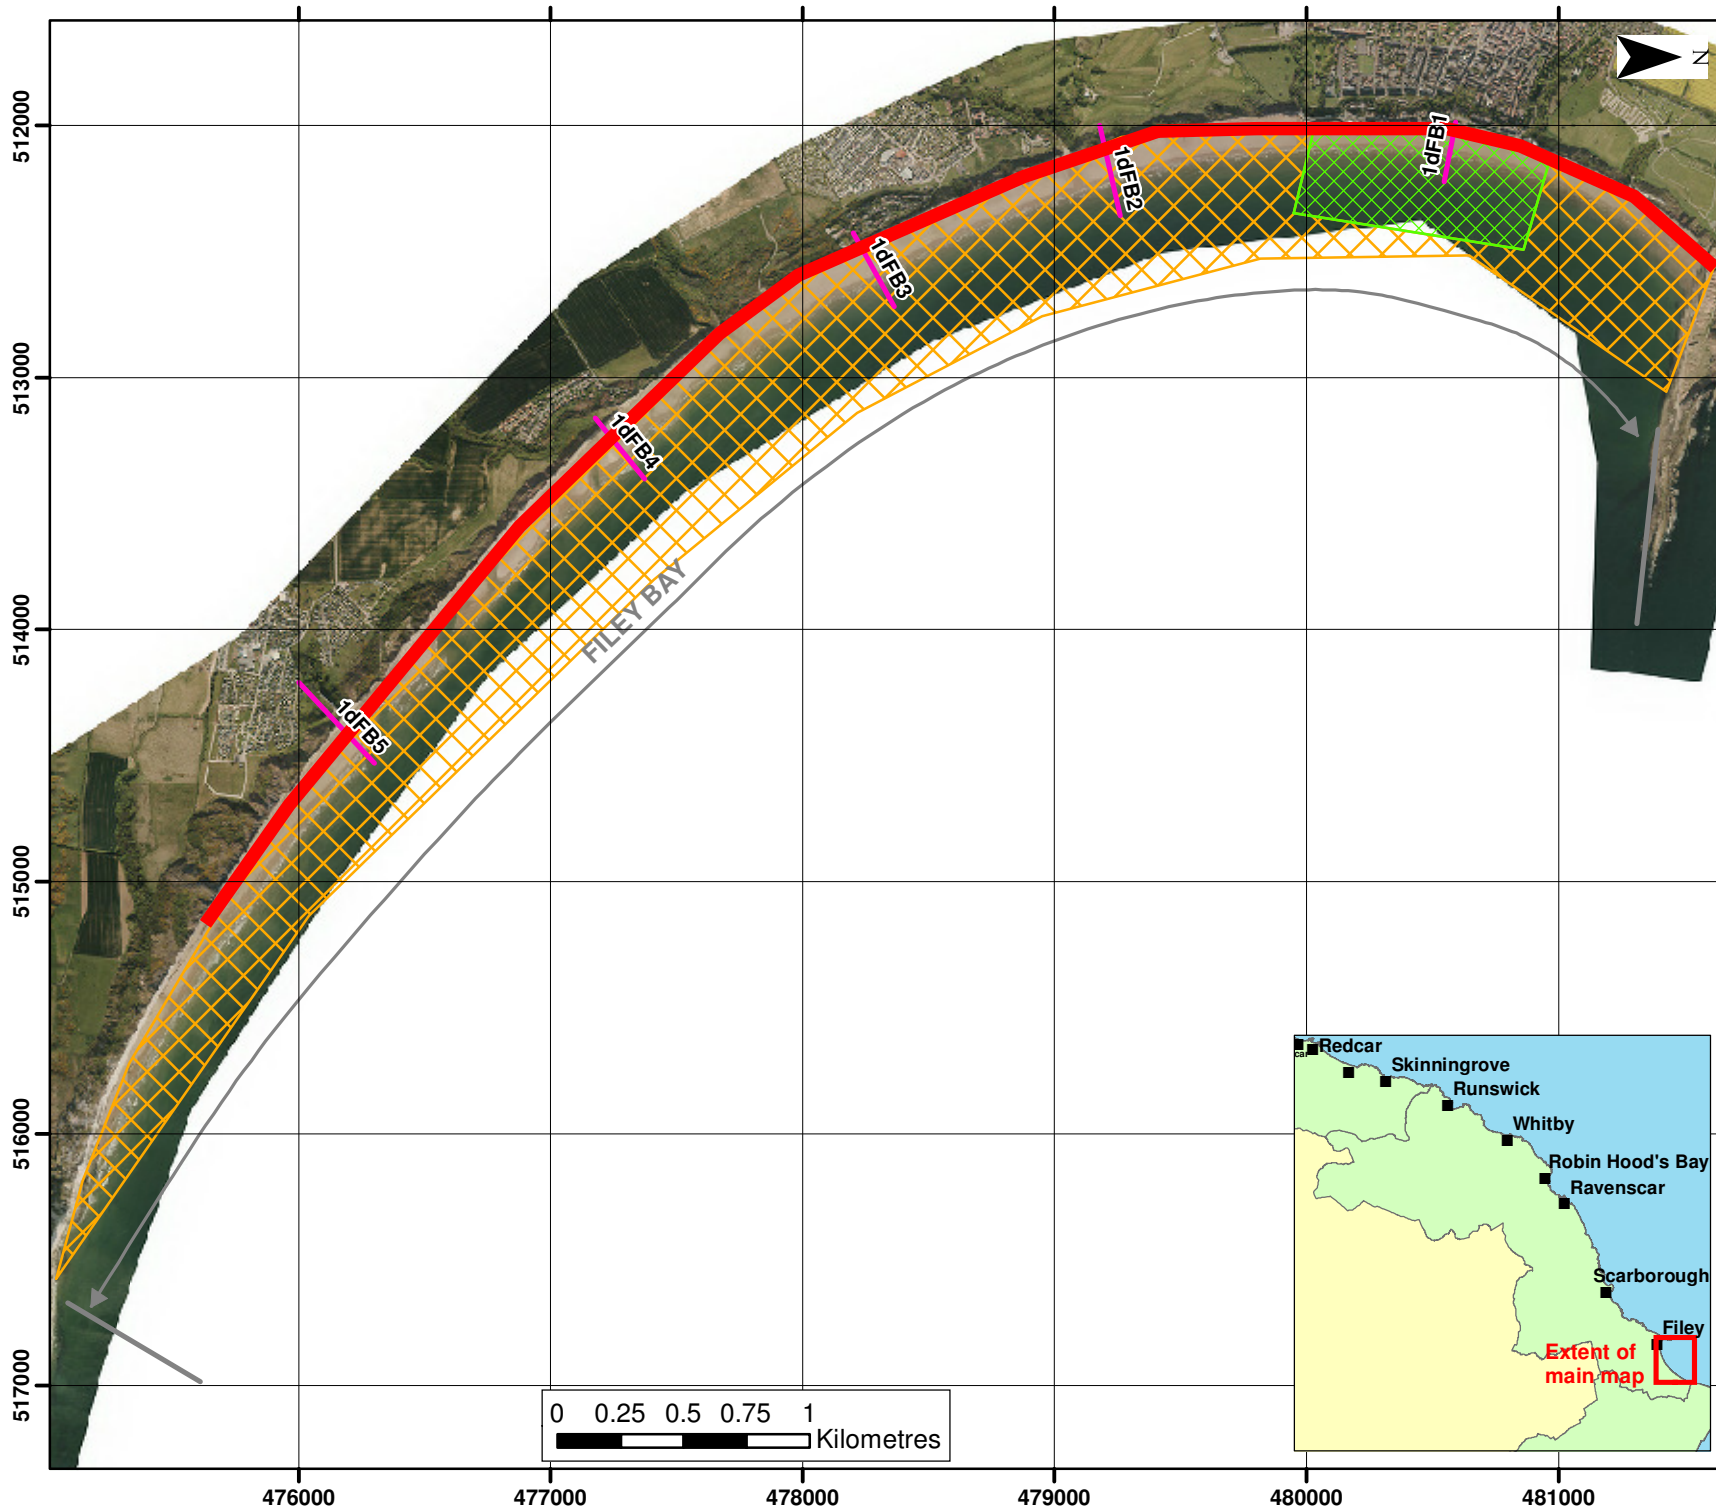 N
512000
513000
514000
515000
516000
517000
1dFB1
1dFB2
1dFB3
1dFB4
1dFB5
FILEY BAY
Redcar
car
Skinningrove
Runswick
Whitby
Robin Hood's Bay
Ravenscar
Scarborough
Filey
Extent of
main map
0 0.25 0.5 0.75 1
Kilometres
476000 477000 478000 479000 480000 481000